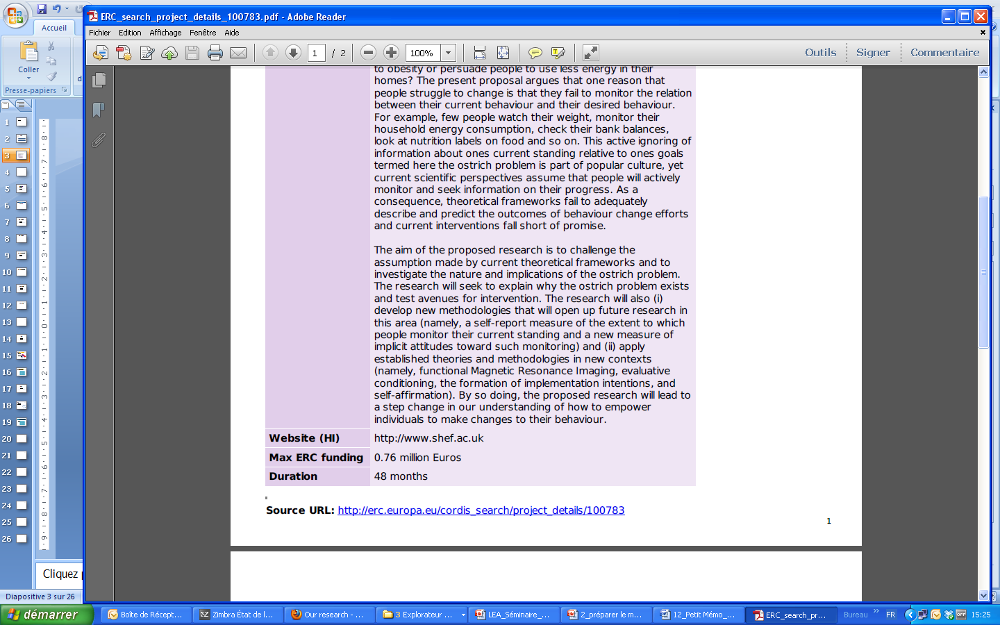 ERC_search_project_details_100783.pdf - Adobe Reader
Accueil
Fichier Edition Affichage Fenêtre Aide
1 / 2
100%
Outils Signer Commentaire
Coller
Presse-papiers
to obesity or persuade people to use less energy in their
homes? The present proposal argues that one reason that
people struggle to change is that they fail to monitor the relation
between their current behaviour and their desired behaviour.
For example, few people watch their weight, monitor their
household energy consumption, check their bank balances,
look at nutrition labels on food and so on. This active ignoring of
information about ones current standing relative to ones goals
termed here the ostrich problem is part of popular culture, yet
current scientific perspectives assume that people will actively
monitor and seek information on their progress. As a
consequence, theoretical frameworks fail to adequately
describe and predict the outcomes of behaviour change efforts
and current interventions fall short of promise.
The aim of the proposed research is to challenge the
assumption made by current theoretical frameworks and to
investigate the nature and implications of the ostrich problem.
The research will seek to explain why the ostrich problem exists
and test avenues for intervention. The research will also (i)
develop new methodologies that will open up future research in
this area (namely, a self-report measure of the extent to which
people monitor their current standing and a new measure of
implicit attitudes toward such monitoring) and (ii) apply
established theories and methodologies in new contexts
(namely, functional Magnetic Resonance Imaging, evaluative
conditioning, the formation of implementation intentions, and
self-affirmation). By so doing, the proposed research will lead to
a step change in our understanding of how to empower
individuals to make changes to their behaviour.
Website (HI) http://www.shef.ac.uk
Max ERC funding 0.76 million Euros
Duration 48 months
Source URL: http://erc.europa.eu/cordis_search/project_details/100783
1
1
2
3
4
5
6
7
8
9
10
11
12
13
14
15
16
17
18
19
20
21
22
23
24
25
26
Cliquez
Diapositive 3 sur 26
démarrer
Boîte de Récept...
Zimbra État de l...
Our research - ...
3 Explorateur ...
LEA_Séminaire_...
2_préparer le m...
12_Petit Mémo_...
ERC_search_pr...
Bureau
FR
15:25